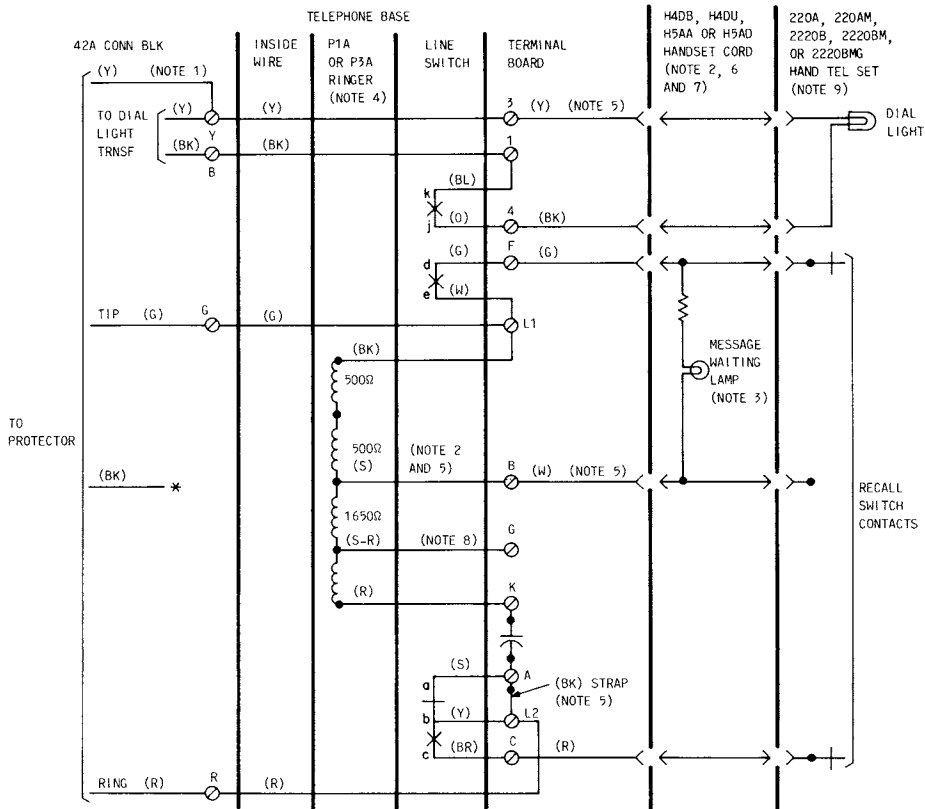 TELEPHONE BASE
42A CONN BLK
INSIDE
WIRE
P1A
OR P3A
RINGER
(NOTE 4)
LINE
SWITCH
TERMINAL
BOARD
H4DB, H4DU,
H5AA OR H5AD
HANDSET CORD
(NOTE 2, 6
AND 7)
220A, 220AM,
2220B, 2220BM,
OR 2220BMG
HAND TEL SET
(NOTE 9)
(Y) (NOTE 1)
TO DIAL
LIGHT
TRNSF
(Y)
Y
(Y)
3
(Y) (NOTE 5)
DIAL
LIGHT
(BK)
B
(BK)
1
(BL)
k
j
(O)
4
(BK)
d
(G)
F
(G)
e
(W)
TIP (G)
G
(G)
L1
(BK)
500Ω
MESSAGE
WAITING
LAMP
(NOTE 3)
TO
PROTECTOR
500Ω
(S)
(NOTE 2
AND 5)
B
(W) (NOTE 5)
(BK) *
RECALL
SWITCH
CONTACTS
1650Ω
(S-R)
(NOTE 8)
G
(R)
K
(S)
A
a
(BK) STRAP
(NOTE 5)
b
(Y)
L2
c
(BR)
C
(R)
RING (R)
R
(R)